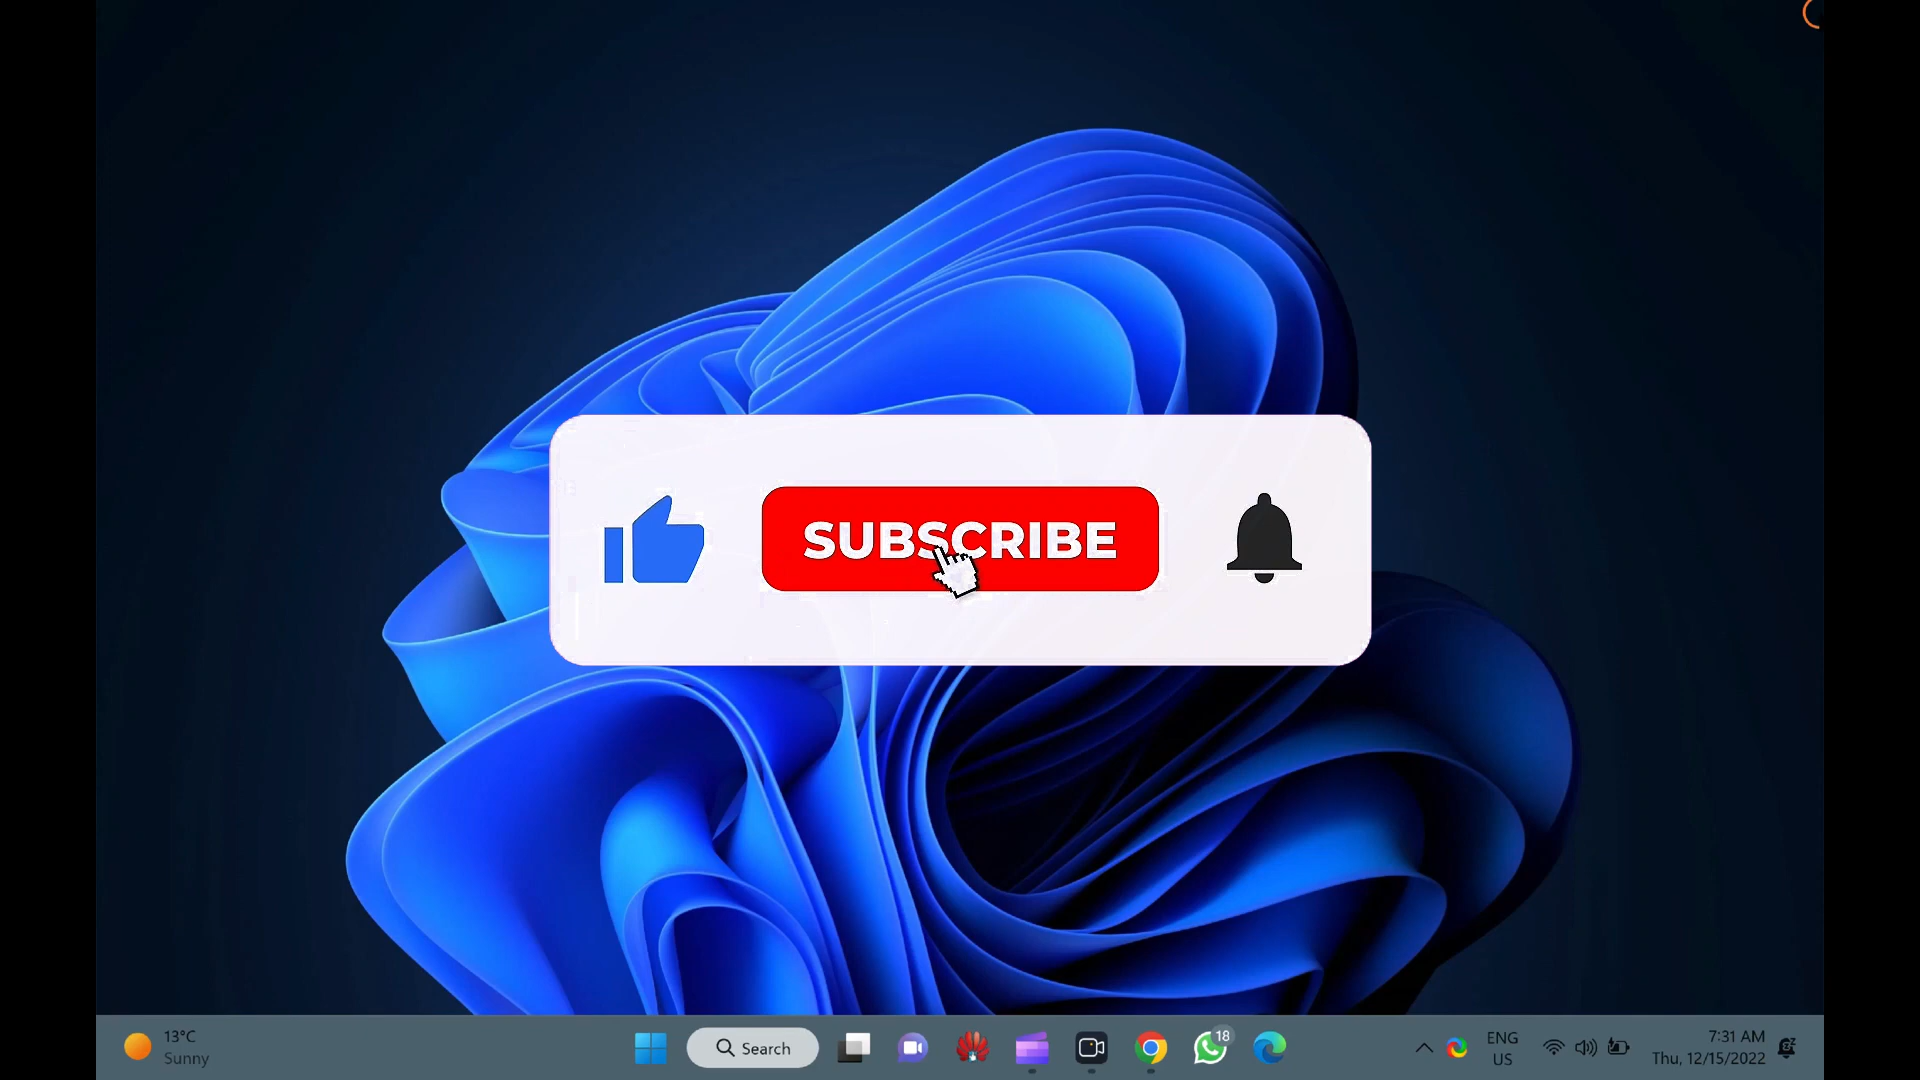 SUBSCRIBE
13°C
Sunny
Search
18
ENG
US
7:31 AM
Thu, 12/15/2022